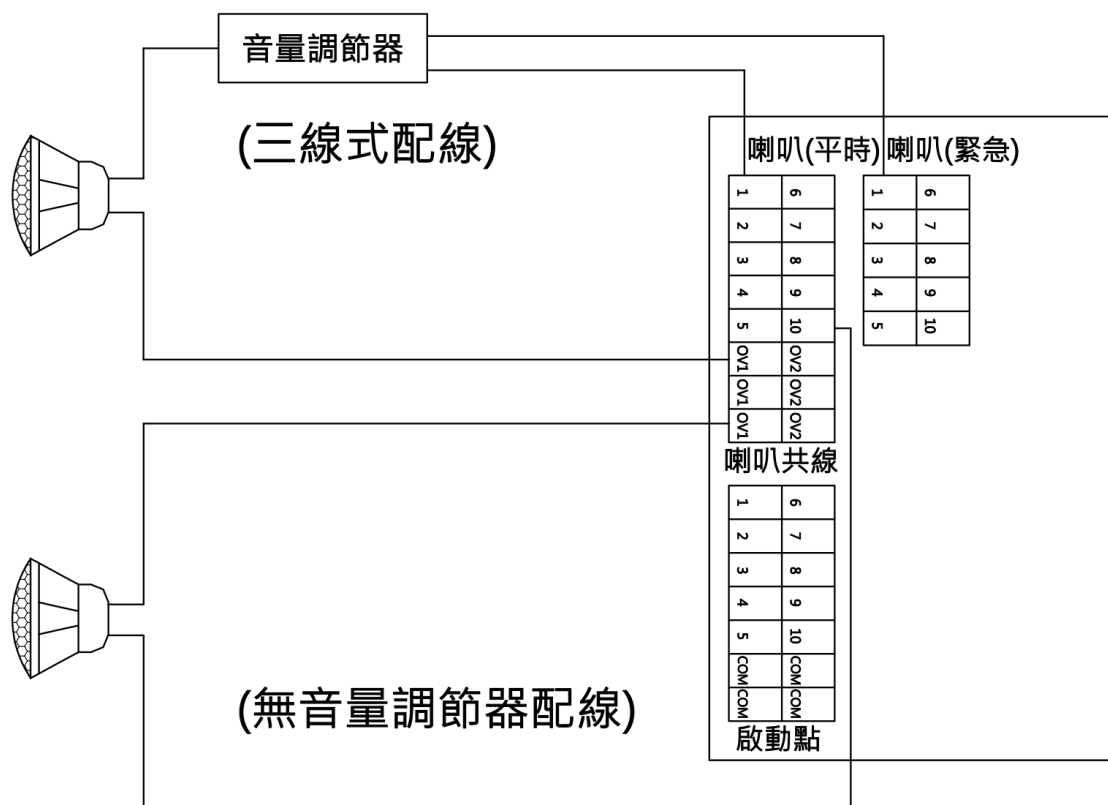 音量調節器
(三線式配線)
喇叭(平時) 喇叭(緊急)
1 6 1 6
2 7 2 7
3 8 3 8
4 9 4 9
5 10 5 10
OV1 OV2
OV1 OV2
OV1 OV2
喇叭共線
1 6
2 7
3 8
4 9
5 10
COM COM
COM COM
(無音量調節器配線)
啟動點